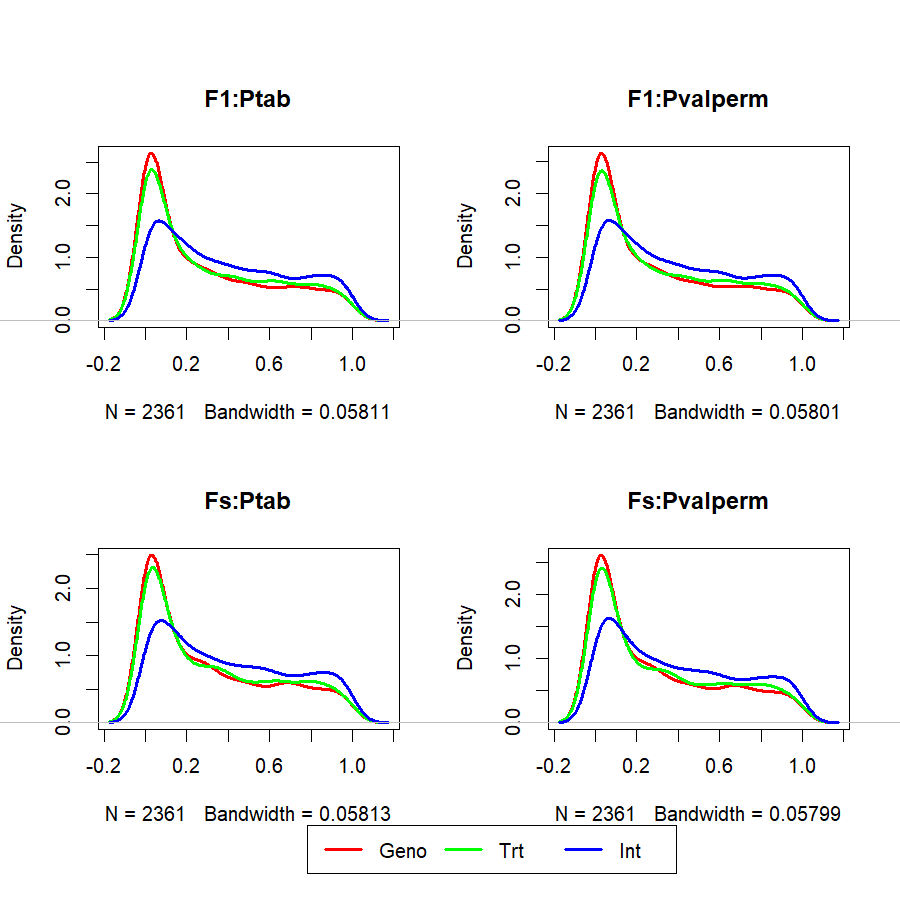 F1:Ptab
F1:Pvalperm
Density
0.0 1.0 2.0
-0.2 0.2 0.6 1.0
N = 2361 Bandwidth = 0.05811
Density
0.0 1.0 2.0
-0.2 0.2 0.6 1.0
N = 2361 Bandwidth = 0.05801
Fs:Ptab
Fs:Pvalperm
Density
0.0 1.0 2.0
-0.2 0.2 0.6 1.0
N = 2361 Bandwidth = 0.05813
Density
0.0 1.0 2.0
-0.2 0.2 0.6 1.0
N = 2361 Bandwidth = 0.05799
Geno Trt Int